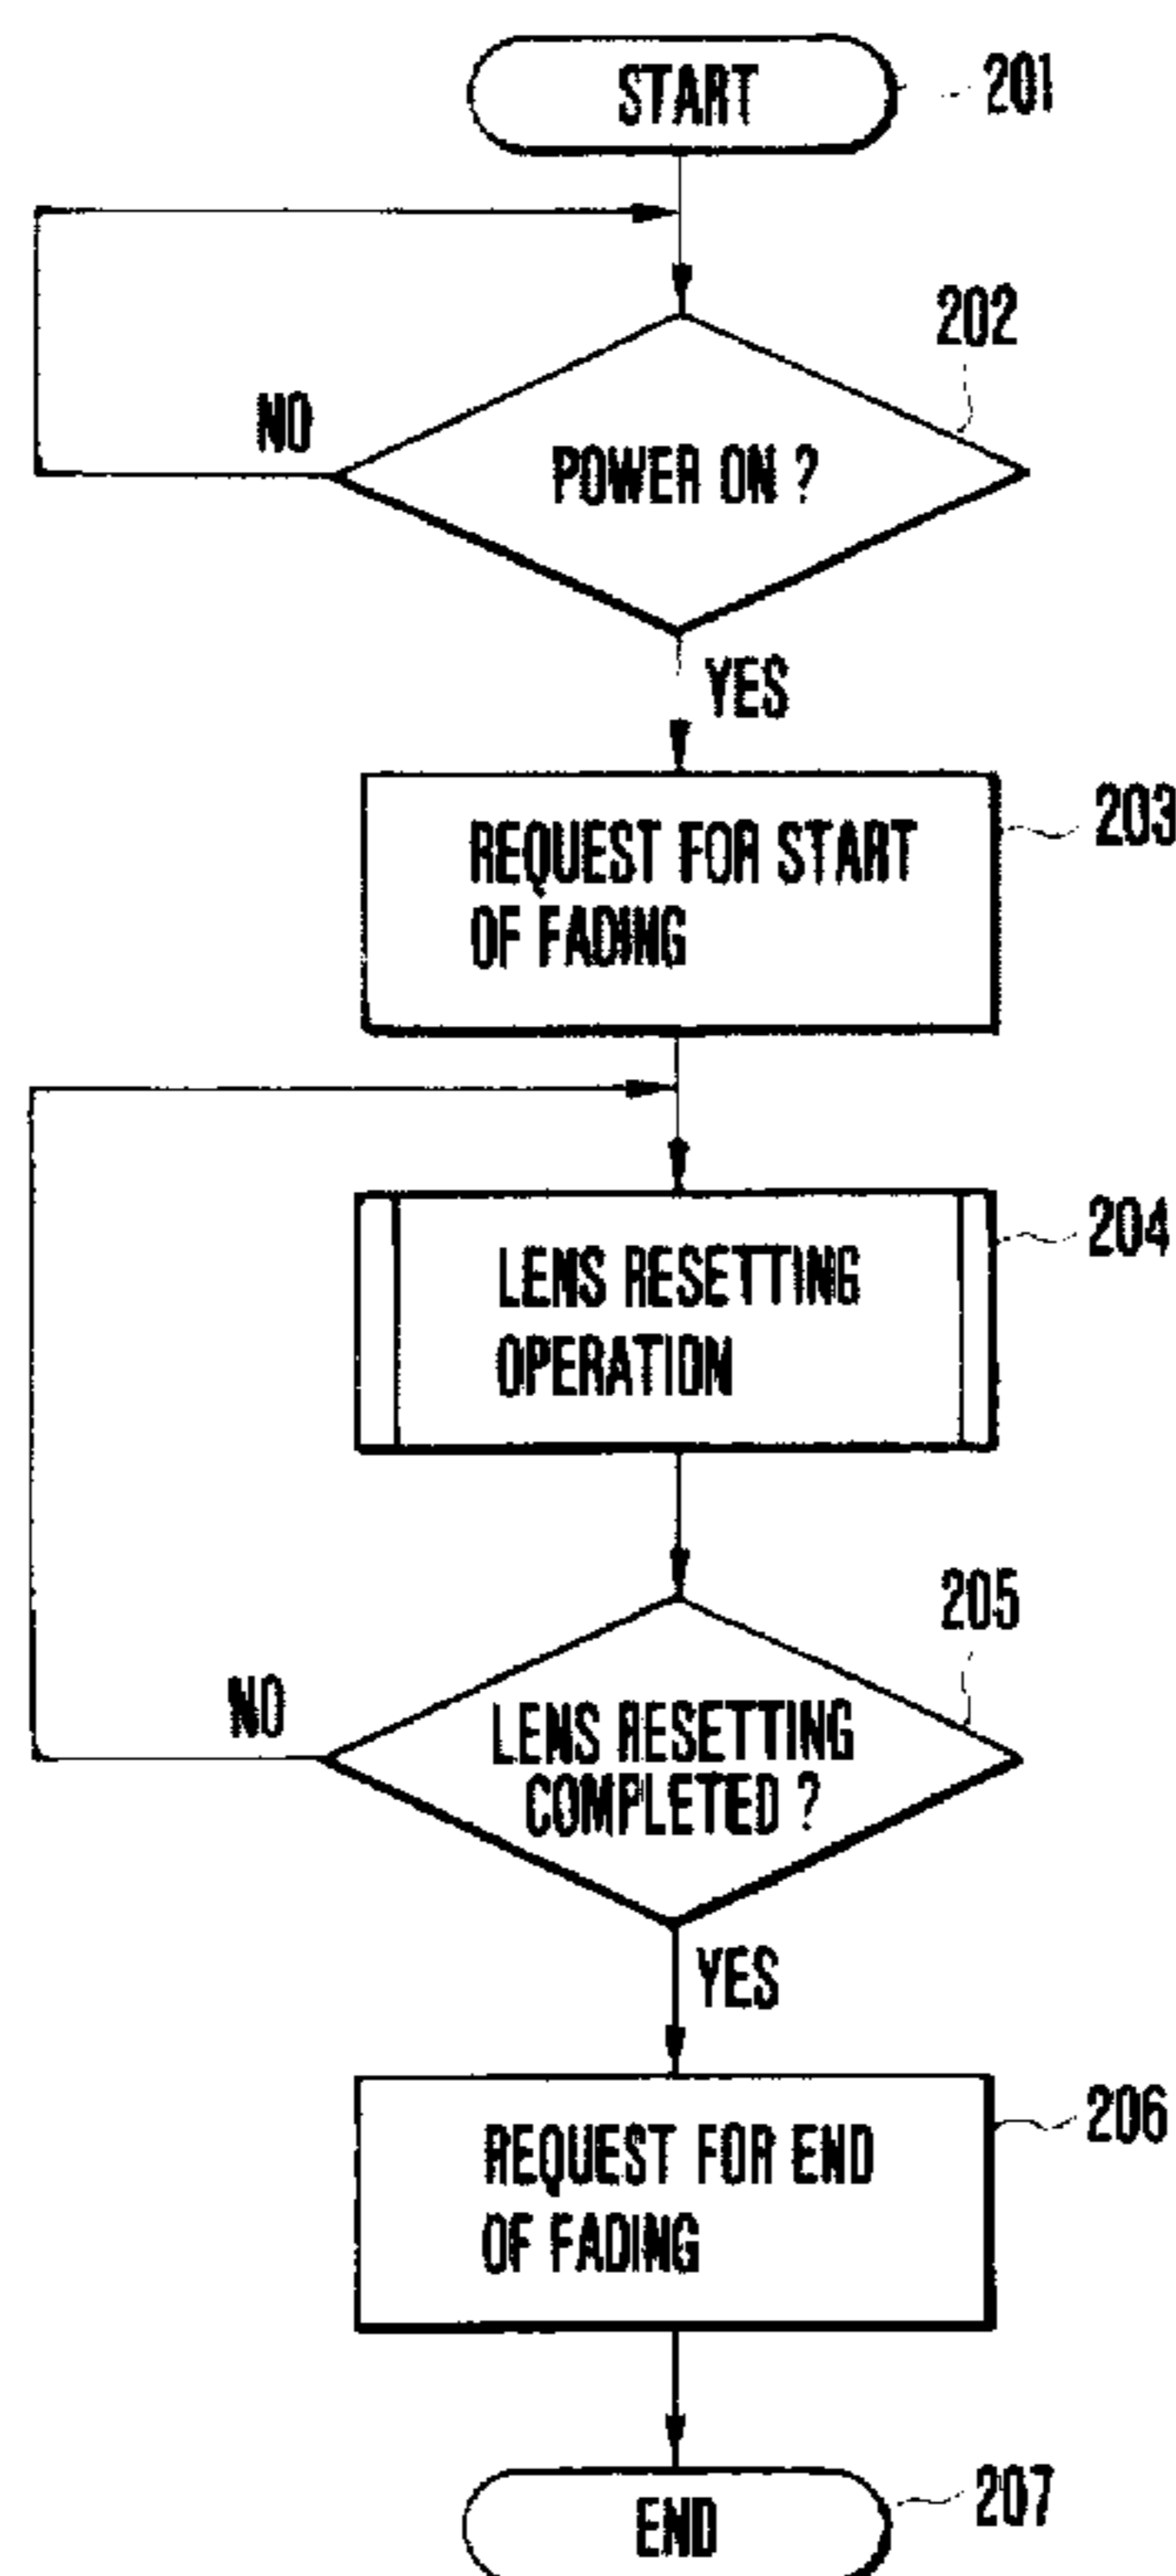 START
201
202
NO
POWER ON ?
YES
203
REQUEST FOR START
OF FADING
204
LENS RESETTING
OPERATION
205
NO
LENS RESETTING
COMPLETED ?
YES
206
REQUEST FOR END
OF FADING
207
END